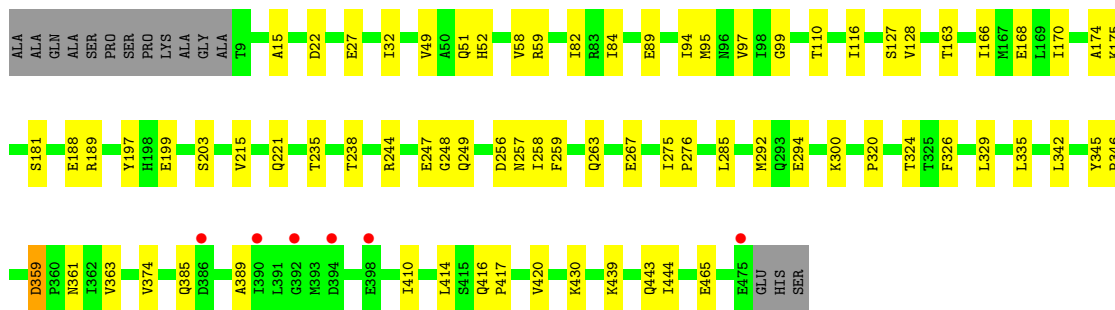 ALA ALA GLN ALA SER PRO SER PRO LYS ALA GLY ALA T9 A15 D22 E27 I32 V49 A50 Q51 H52 V58 R59 I82 R83 I84 E89 I94 M95 N96 V97 I98 G99 T110 I116 S127 V128 T163 I166 M167 E168 L169 I170 A174 K175
S181 E188 R189 Y197 H198 E199 S203 V215 Q221 T235 T238 R244 E247 G248 Q249 D256 N257 I258 F259 Q263 E267 I275 P276 L285 M292 Q293 E294 K300 P320 T324 T325 F326 L329 L335 L342 Y345
D359 P360 N361 I362 V363 V374 Q385 D386 A389 I390 L391 G392 M393 D394 E398 I410 L414 S415 Q416 P417 V420 K430 K439 Q443 I444 E465 E475 GLU HIS SER